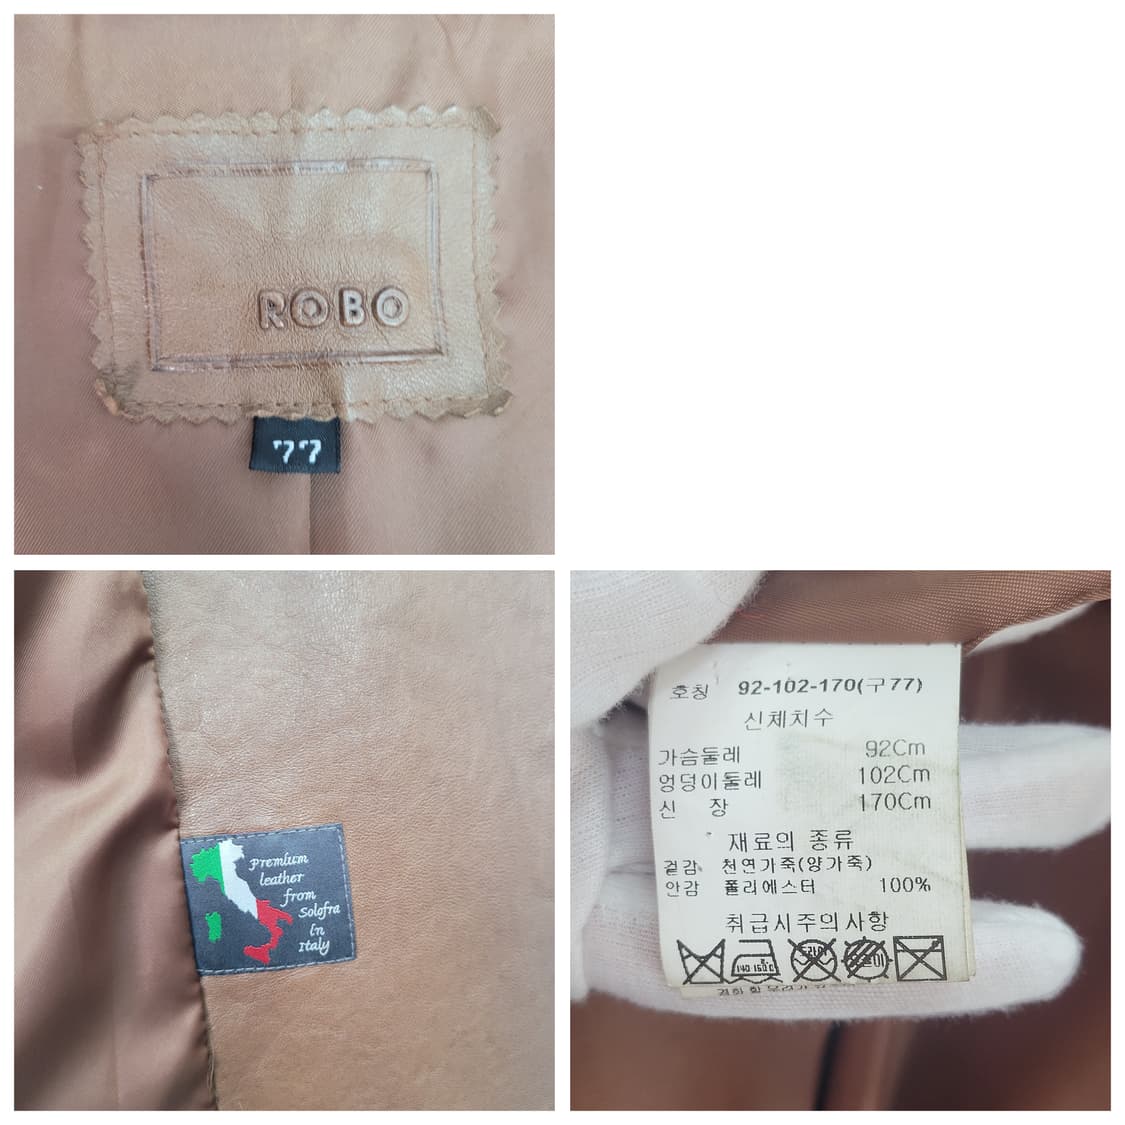 ROBO
77
Premium
leather
from
Solofra
in
Italy
호칭 92-102-170(구77)
신체치수
가슴둘레 92Cm
엉덩이둘레 102Cm
신 장 170Cm
재료의 종류
겉감 천연가죽(양가죽)
안감 폴리에스터 100%
취급시주의사항
드라이